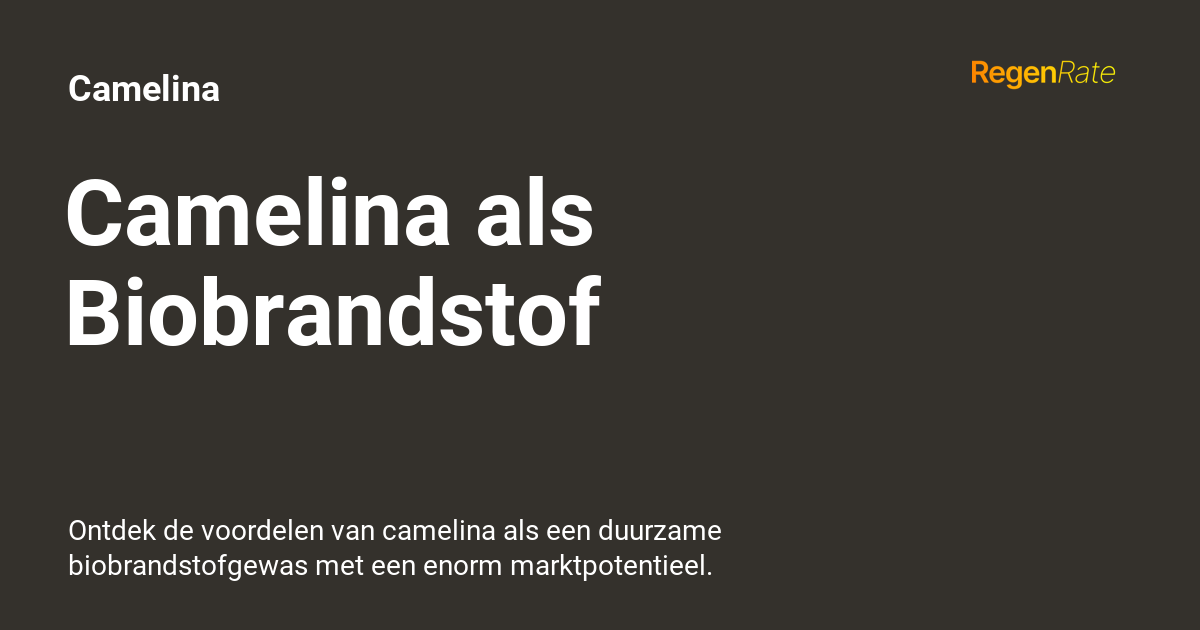 Camelina
RegenRate
Camelina als
Biobrandstof
Ontdek de voordelen van camelina als een duurzame
biobrandstofgewas met een enorm marktpotentieel.